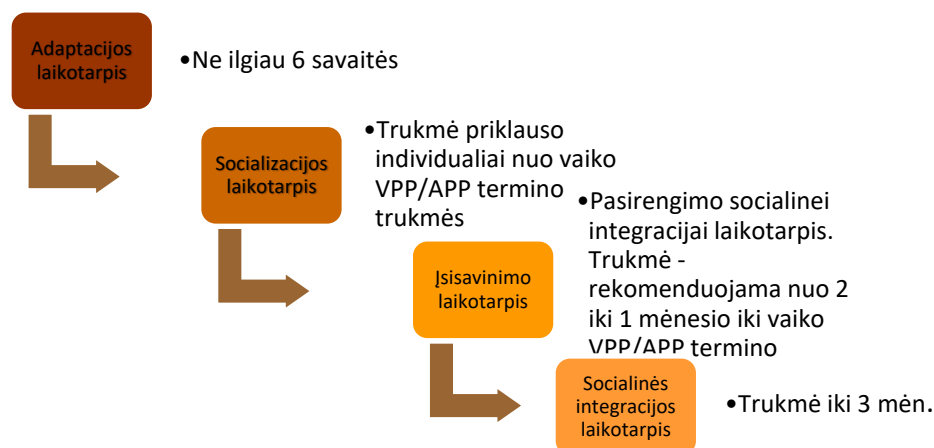 Adaptacijos
laikotarpis
•Ne ilgiau 6 savaitės
Socializacijos
laikotarpis
•Trukmė priklauso
individualiai nuo vaiko
VPP/APP termino
trukmės
Įsisavinimo
laikotarpis
•Pasirengimo socialinei
integracijai laikotarpis.
Trukmė -
rekomenduojama nuo 2
iki 1 mėnesio iki vaiko
VPP/APP termino
Socialinės
integracijos
laikotarpis
•Trukmė iki 3 mėn.